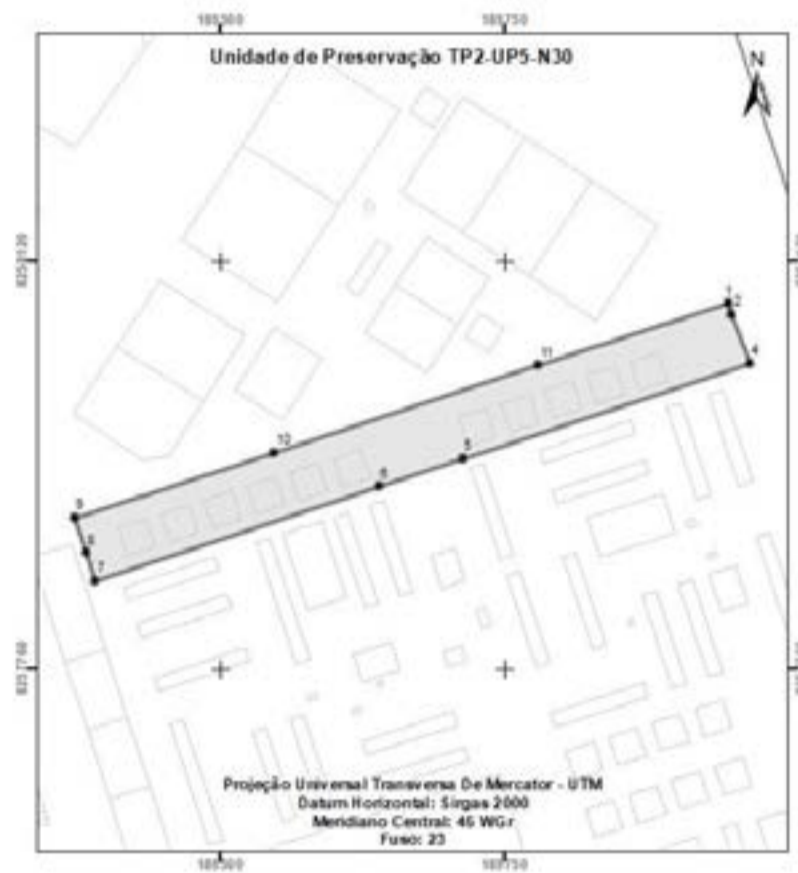 Unidade de Preservação TP2-UP5-N30
N
1
2
11
4
12
5
6
9
8
7
Projeção Universal Transversa De Mercator - UTM
Datum Horizontal: Sirgas 2000
Meridiano Central: 45 WGr
Fuso: 23